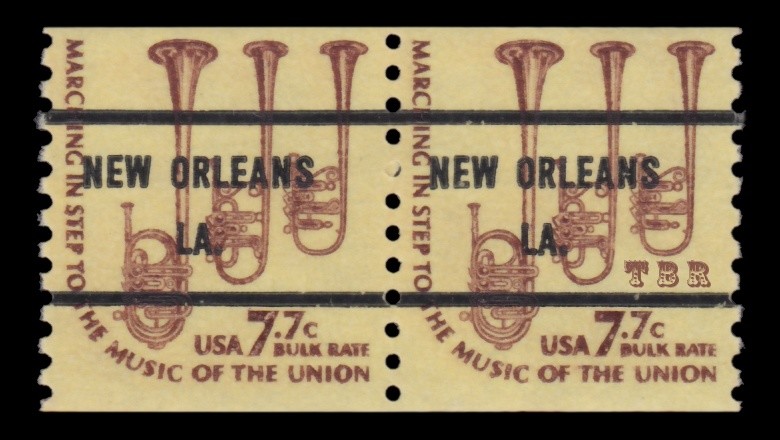 MARCHING IN STEP TO THE MUSIC OF THE UNION
NEW ORLEANS
LA.
USA 7.7c
BULK RATE
MARCHING IN STEP TO THE MUSIC OF THE UNION
NEW ORLEANS
LA.
TBR
USA 7.7c
BULK RATE